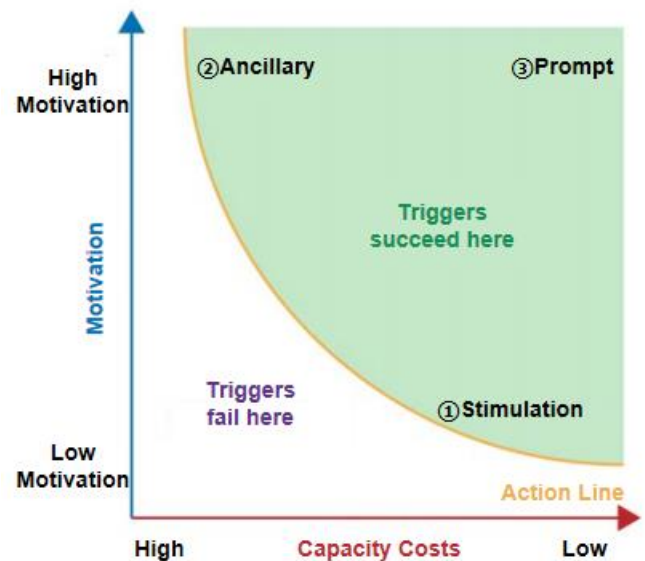 ②Ancillary
③Prompt
High
Motivation
Motivation
Triggers
succeed here
Triggers
fail here
①Stimulation
Low
Motivation
Action Line
High
Capacity Costs
Low